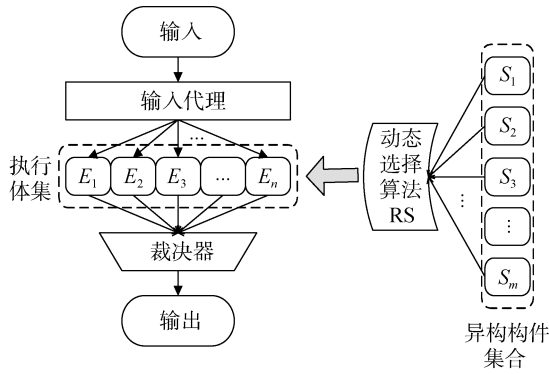 输入
输入代理
...
执行
体集
E1 E2 E3 ... En
裁决器
输出
动态
选择
算法
RS
...
S1
S2
S3
...
Sm
异构构件
集合